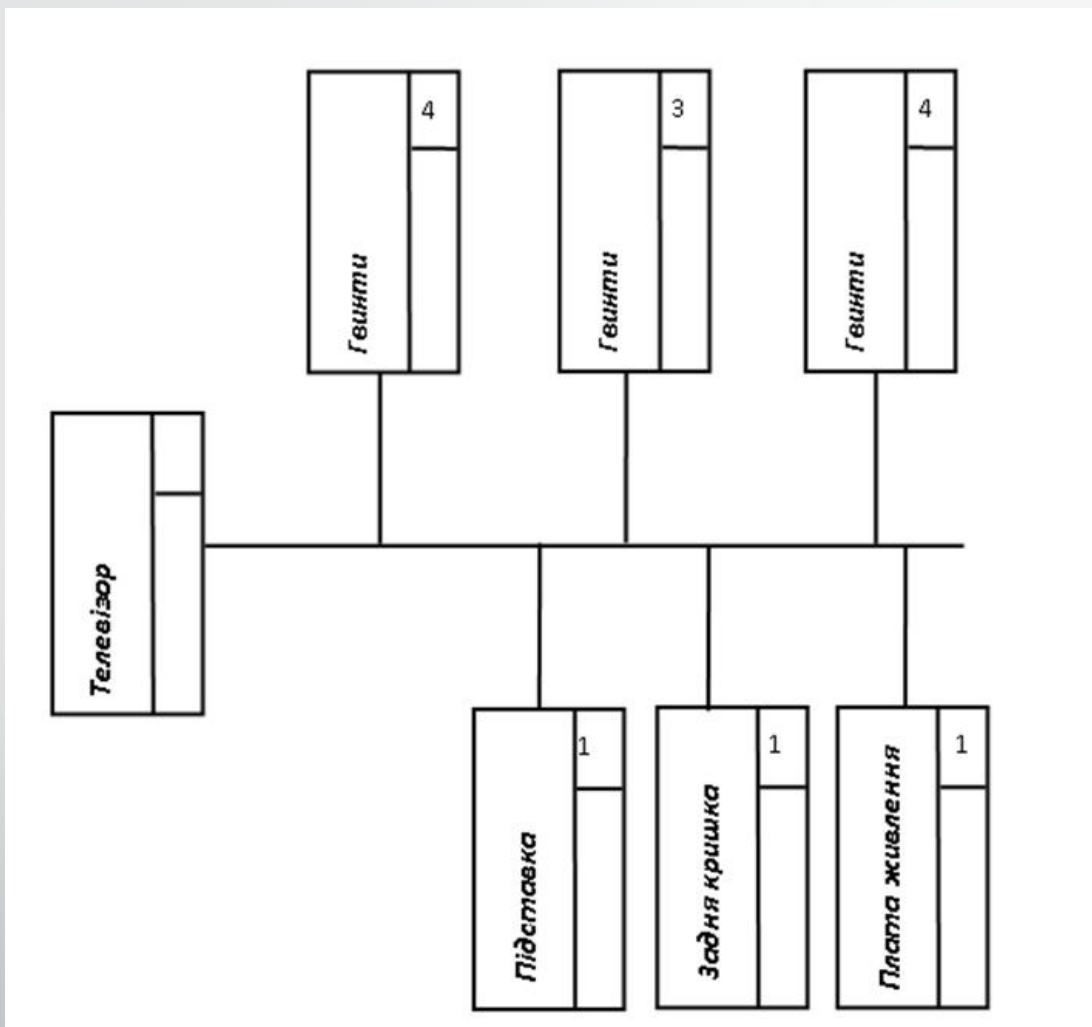 4
Гвинти
3
Гвинти
4
Гвинти
Телевізор
1
Підставка
1
Задня кришка
1
Плата живлення